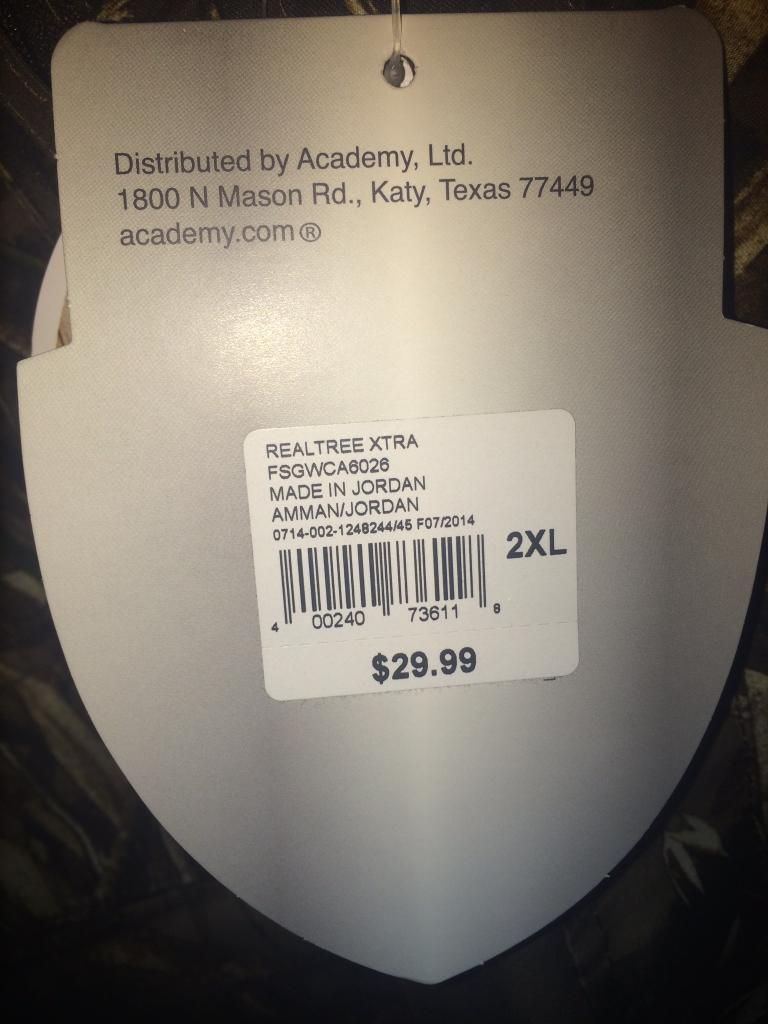 Distributed by Academy, Ltd.
1800 N Mason Rd., Katy, Texas 77449
academy.com®
REALTREE XTRA
FSGWCA6026
MADE IN JORDAN
AMMAN/JORDAN
0714-002-1248244/45 F07/2014
2XL
4 00240 73611 8
$29.99